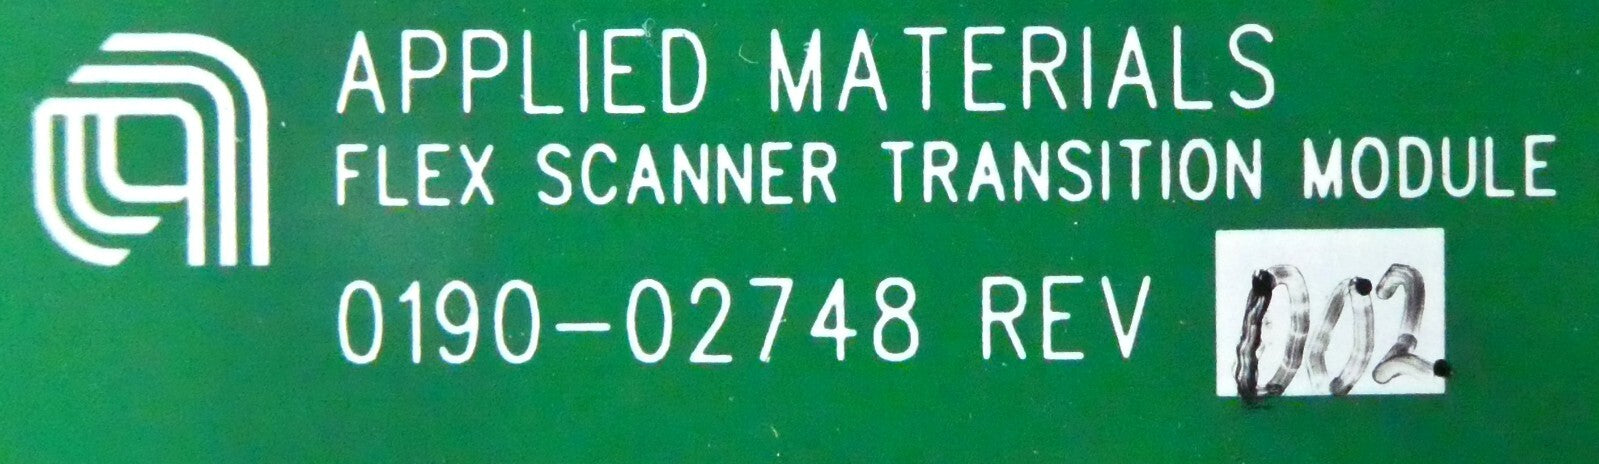 APPLIED MATERIALS
FLEX SCANNER TRANSITION MODULE
0190-02748 REV 002